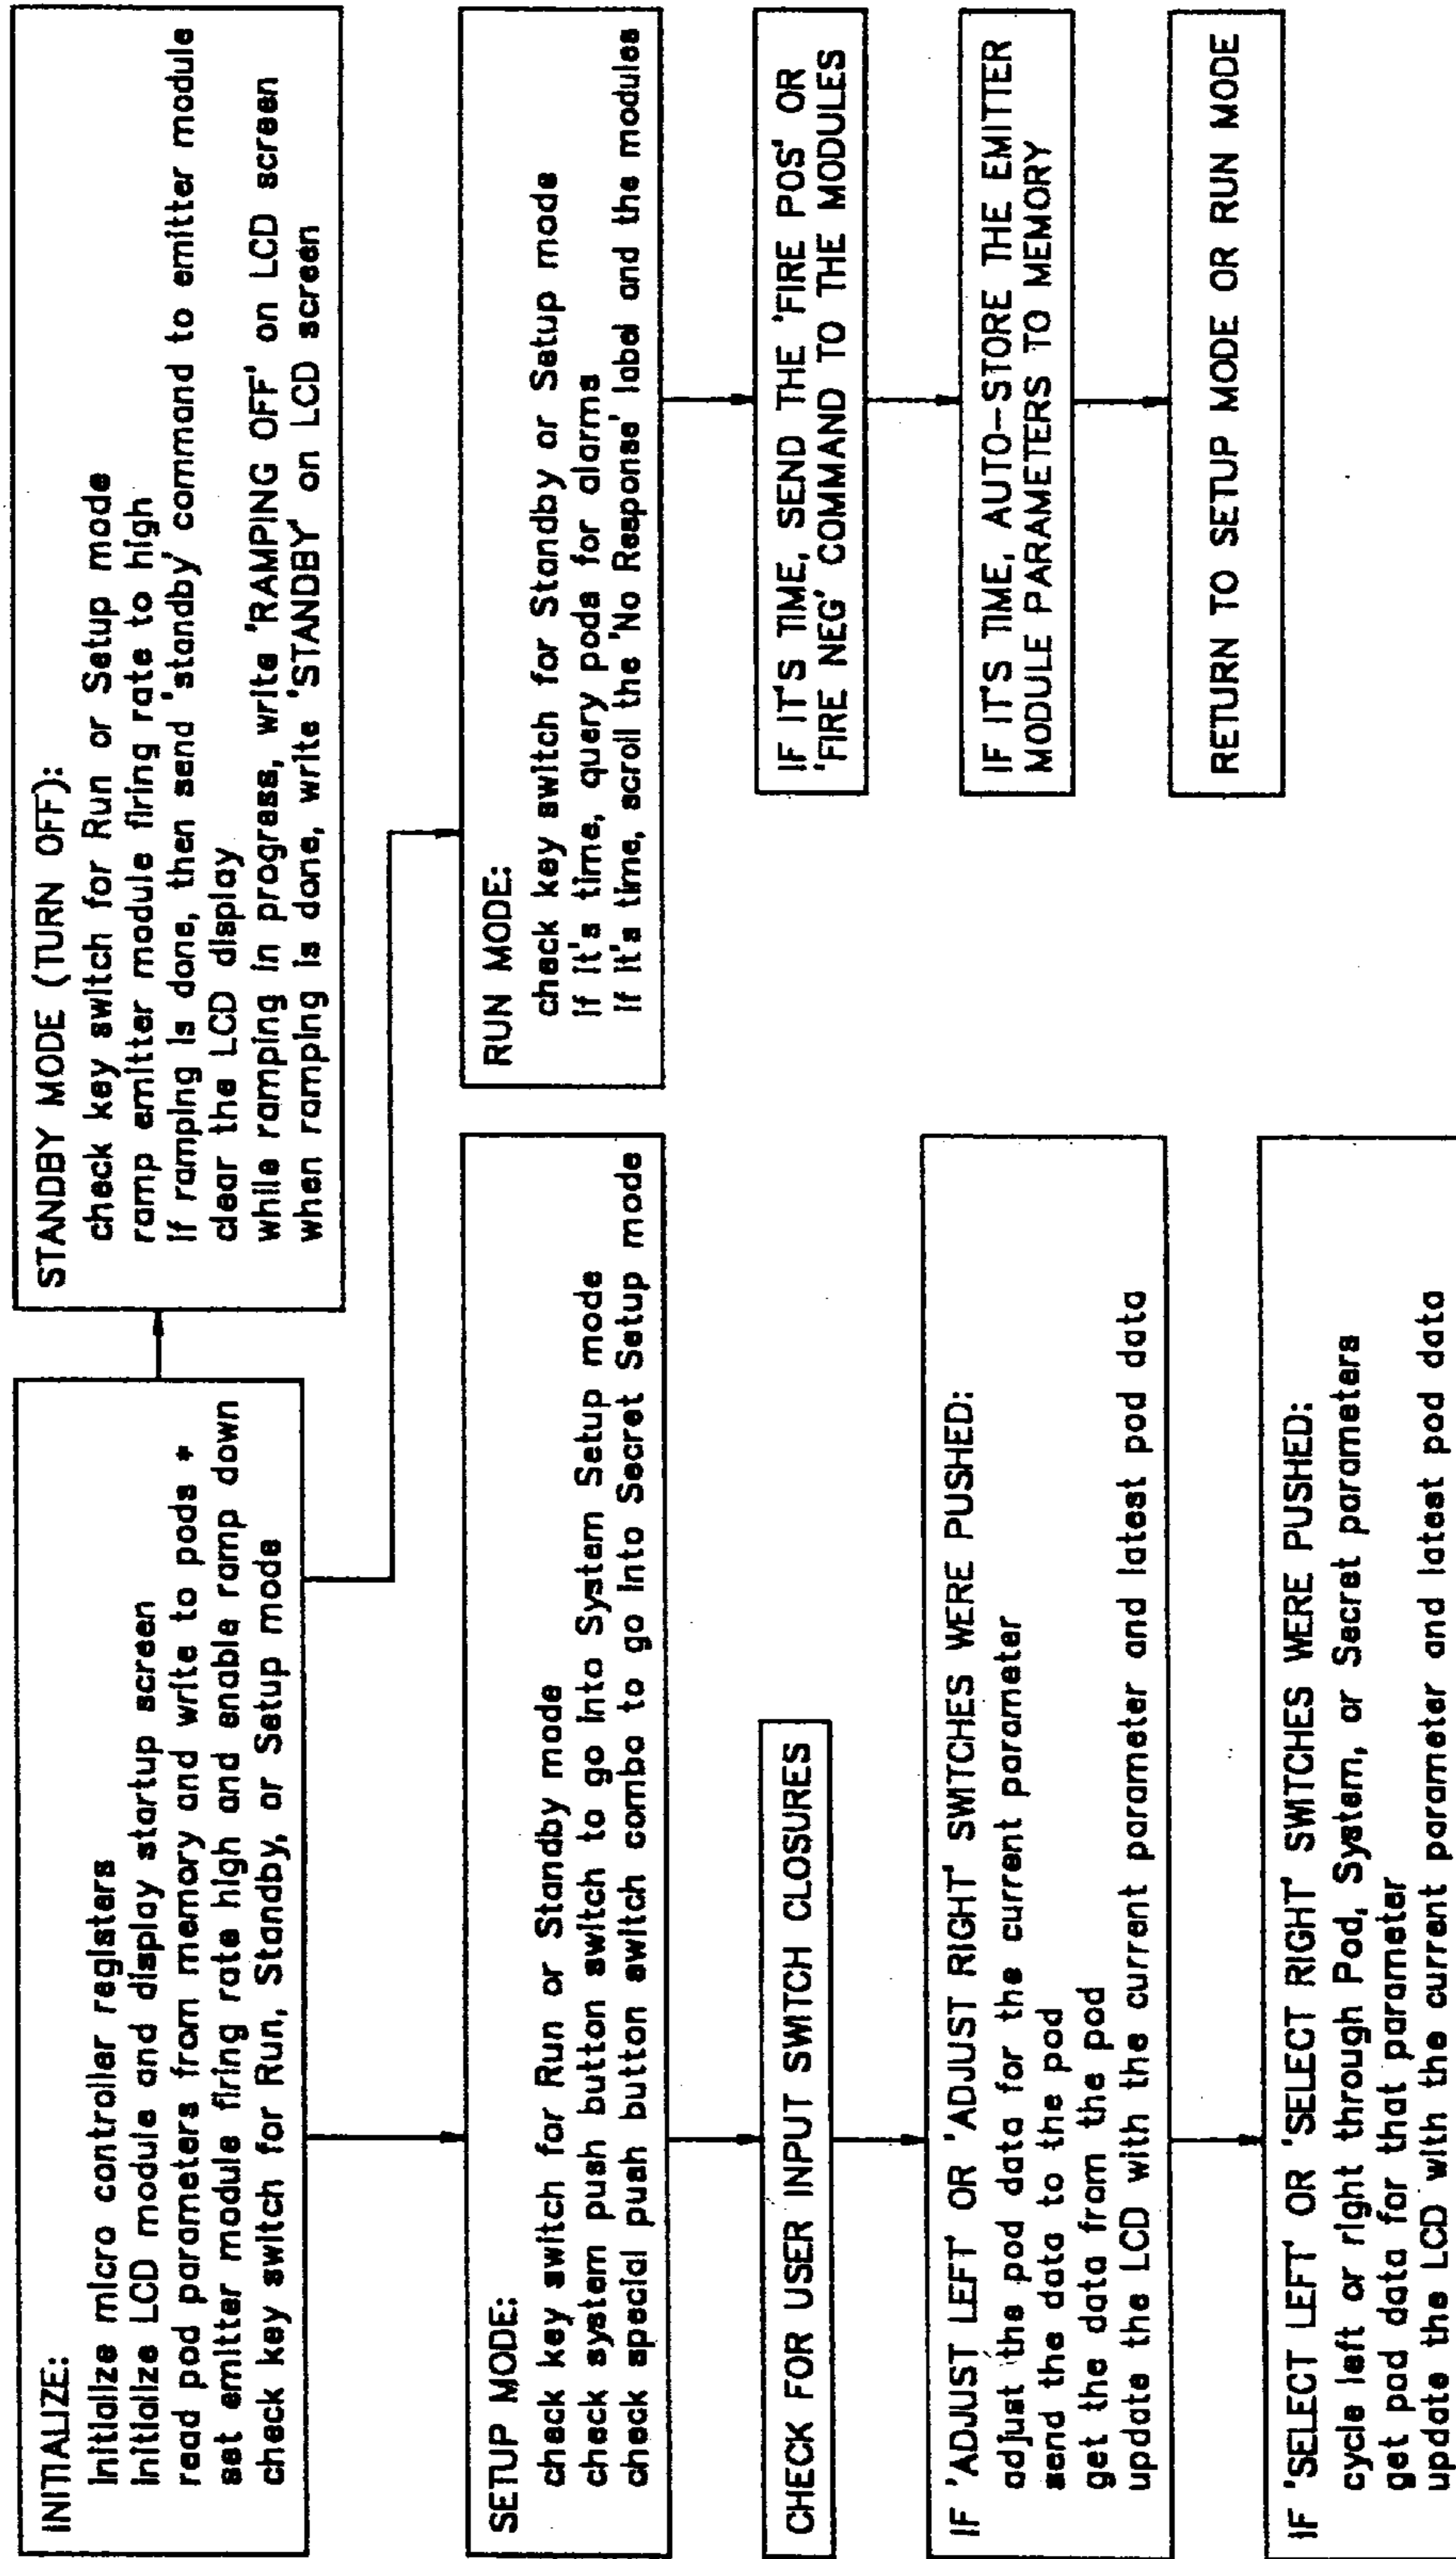 INITIALIZE:
initialize micro controller registers
initialize LCD module and display startup screen
read pod parameters from memory and write to pods *
set emitter module firing rate high and enable ramp down
check key switch for Run, Standby, or Setup mode
STANDBY MODE (TURN OFF):
check key switch for Run or Setup mode
ramp emitter module firing rate to high
if ramping is done, then send 'standby' command to emitter module
clear the LCD display
while ramping in progress, write 'RAMPING OFF' on LCD screen
when ramping is done, write 'STANDBY' on LCD screen
SETUP MODE:
check key switch for Run or Standby mode
check system push button switch to go into System Setup mode
check special push button switch combo to go into Secret Setup mode
RUN MODE:
check key switch for Standby or Setup mode
if it's time, query pods for alarms
if it's time, scroll the 'No Response' label and the modules
CHECK FOR USER INPUT SWITCH CLOSURES
IF IT'S TIME, SEND THE 'FIRE POS' OR
'FIRE NEG' COMMAND TO THE MODULES
IF 'ADJUST LEFT' OR 'ADJUST RIGHT' SWITCHES WERE PUSHED:
adjust the pod data for the current parameter
send the data to the pod
get the data from the pod
update the LCD with the current parameter and latest pod data
IF IT'S TIME, AUTO-STORE THE EMITTER
MODULE PARAMETERS TO MEMORY
RETURN TO SETUP MODE OR RUN MODE
IF 'SELECT LEFT' OR 'SELECT RIGHT' SWITCHES WERE PUSHED:
cycle left or right through Pod, System, or Secret parameters
get pod data for that parameter
update the LCD with the current parameter and latest pod data